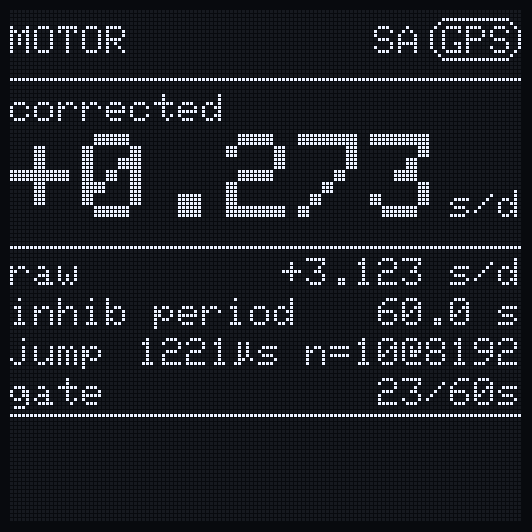 MOTOR SA GPS
corrected
+0.273 s/d
raw +3.123 s/d
inhib period 60.0 s
jump 1221µs n=10@8192
gate 23/60s